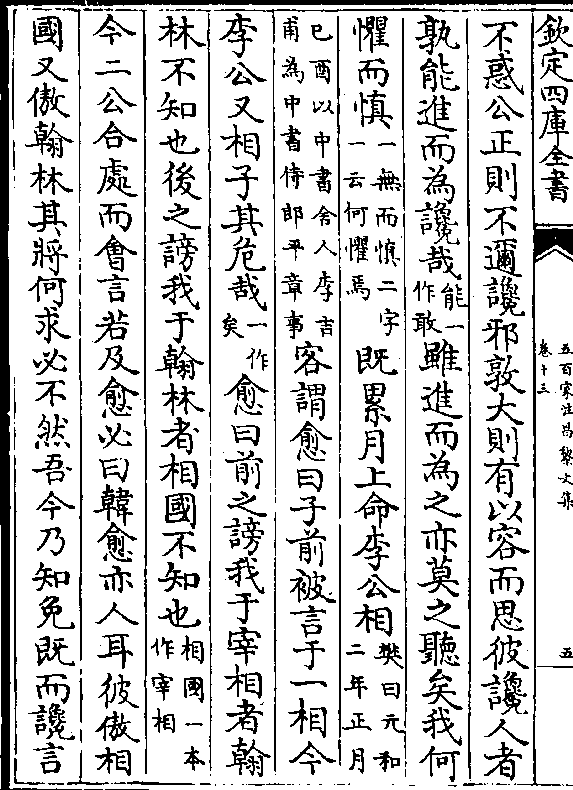 欽定四庫全書
五百家注昌黎文集
卷十三
五
不惑公正則不邇讒邪敦大則有以容而思彼讒人者
孰能進而為讒哉能一作敢雖進而為之亦莫之聽矣我何
懼而慎一無而慎二字一云何懼焉既累月上命李公相樊曰元和二年正月
己酉以中書舍人李吉甫為中書侍郎平章事客謂愈曰子前被言于一相今
李公又相子其危哉一作矣愈曰前之謗我于宰相者翰
林不知也後之謗我于翰林者相國不知也相國一本作宰相
今二公合處而會言若及愈必曰韓愈亦人耳彼傲相
國又傲翰林其將何求必不然吾今乃知免既而讒言